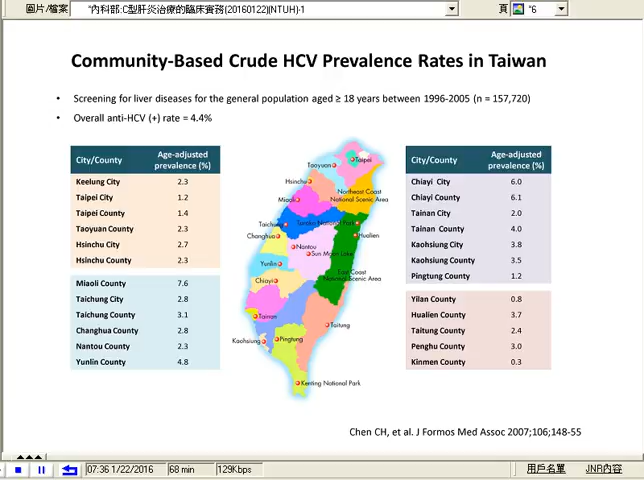 圖片/檔案 "內科部:C型肝炎治療的臨床實務(20160122)(NTUH)-1 頁 "6
Community-Based Crude HCV Prevalence Rates in Taiwan
• Screening for liver diseases for the general population aged ≥ 18 years between 1996-2005 (n = 157,720)
• Overall anti-HCV (+) rate = 4.4%
City/County Age-adjusted prevalence (%)
Keelung City 2.3
Taipei City 1.2
Taipei County 1.4
Taoyuan County 2.3
Hsinchu City 2.7
Hsinchu County 2.3
Miaoli County 7.6
Taichung City 2.8
Taichung County 3.1
Changhua County 2.8
Nantou County 2.3
Yunlin County 4.8
Taipei
Taoyuan
Hsinchu
Northeast Coast
National Scenic Area
Miaoli
Taichung
Taroko National Park
Changhua
Hualien
Nantou
Sun Moon Lake
Yunlin
East Coast
National Scenic Area
Chiayi
Tainan
Taitung
Kaohsiung
Pingtung
Kenting National Park
City/County Age-adjusted prevalence (%)
Chiayi City 6.0
Chiayi County 6.1
Tainan City 2.0
Tainan County 4.0
Kaohsiung City 3.8
Kaohsiung County 3.5
Pingtung County 1.2
Yilan County 0.8
Hualien County 3.7
Taitung County 2.4
Penghu County 3.0
Kinmen County 0.3
Chen CH, et al. J Formos Med Assoc 2007;106;148-55
07:36 1/22/2016 68 min 129Kbps 用戶名單 JNR內容